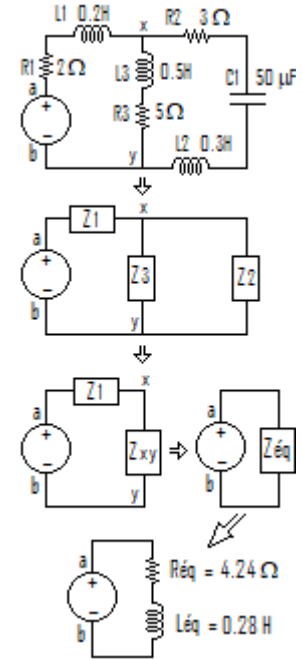 L1 0.2H
x
R2 3Ω
R1 2Ω
L3 0.5H
C1 50 µF
a
+
R3 5Ω
−
b
y
L2 0.3H
Z1
x
a
+
Z3
Z2
−
b
y
Z1
x
a
+
Zxy
−
b
y
a
+
Zéq
−
b
a
+
Réq = 4.24 Ω
−
Léq = 0.28 H
b